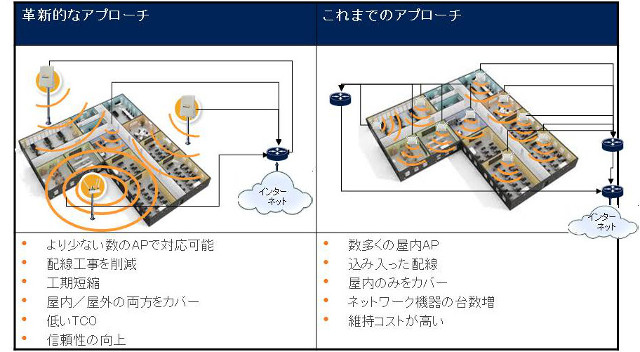 革新的なアプローチ
これまでのアプローチ
インター
ネット
インター
ネット
• より少ない数のAPで対応可能
• 配線工事を削減
• 工期短縮
• 屋内／屋外の両方をカバー
• 低いTCO
• 信頼性の向上
• 数多くの屋内AP
• 込み入った配線
• 屋内のみをカバー
• ネットワーク機器の台数増
• 維持コストが高い